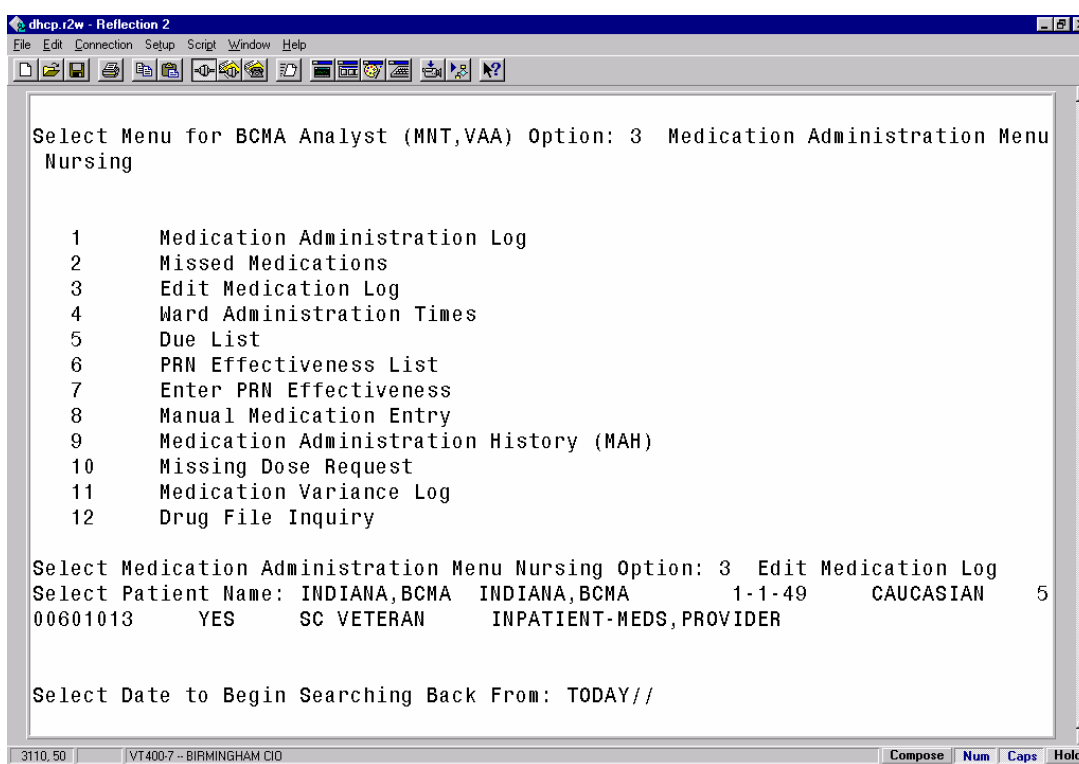 dhcp.r2w - Reflection 2
File Edit Connection Setup Script Window Help
Select Menu for BCMA Analyst (MNT,VAA) Option: 3  Medication Administration Menu
Nursing
1 Medication Administration Log
2 Missed Medications
3 Edit Medication Log
4 Ward Administration Times
5 Due List
6 PRN Effectiveness List
7 Enter PRN Effectiveness
8 Manual Medication Entry
9 Medication Administration History (MAH)
10 Missing Dose Request
11 Medication Variance Log
12 Drug File Inquiry
Select Medication Administration Menu Nursing Option: 3  Edit Medication Log
Select Patient Name: INDIANA,BCMA  INDIANA,BCMA 1-1-49 CAUCASIAN 5
00601013 YES SC VETERAN INPATIENT-MEDS,PROVIDER
Select Date to Begin Searching Back From: TODAY//
3110, 50 VT400-7 -- BIRMINGHAM CIO Compose Num Caps Hold